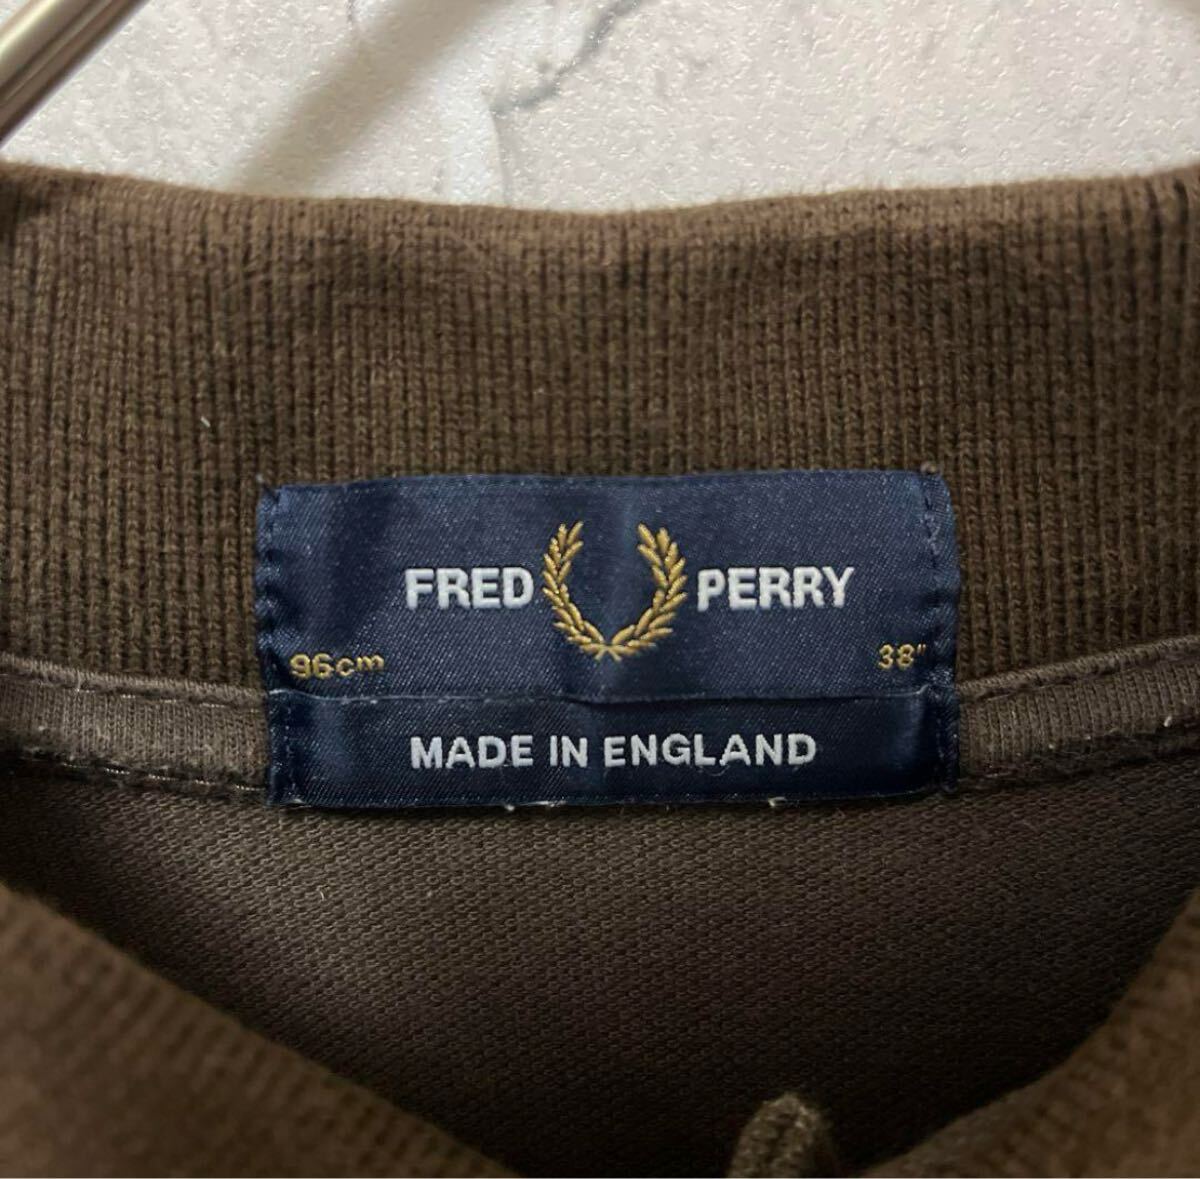 FRED PERRY
96cm 38"
MADE IN ENGLAND